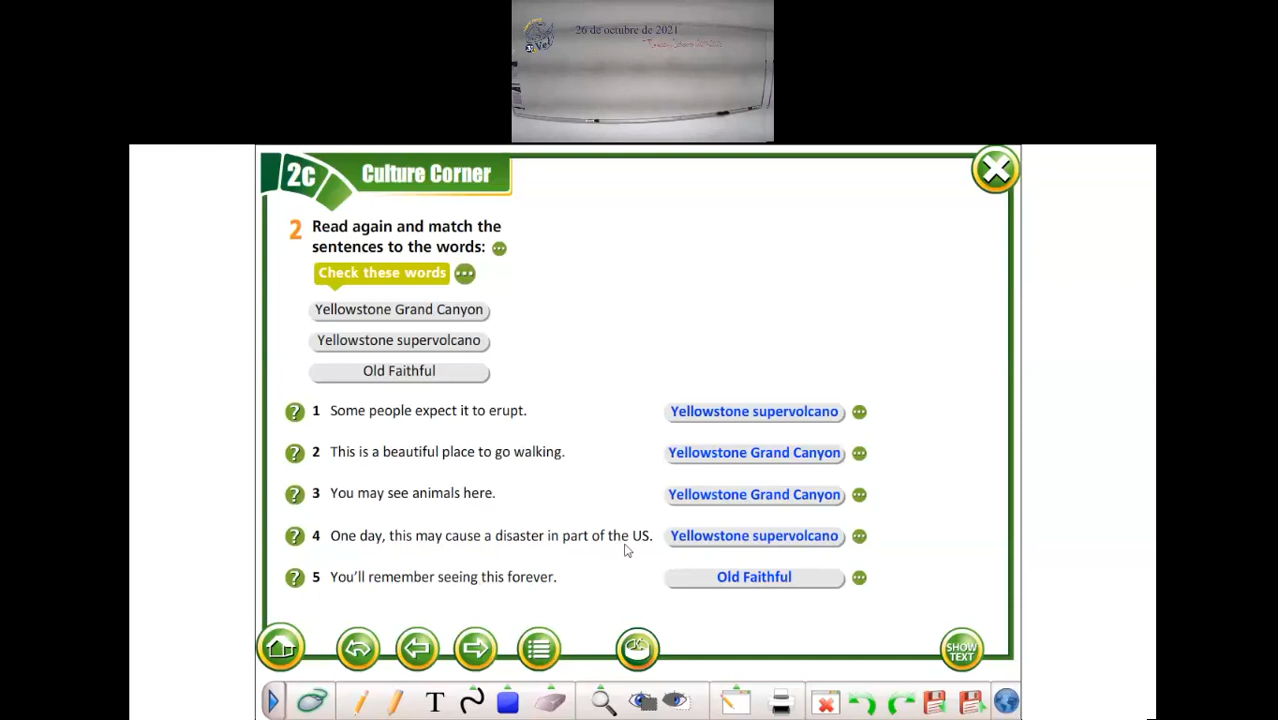 26 de octubre de 2021
2c Culture Corner
2 Read again and match the
sentences to the words:
Check these words
Yellowstone Grand Canyon
Yellowstone supervolcano
Old Faithful
? 1 Some people expect it to erupt. Yellowstone supervolcano
? 2 This is a beautiful place to go walking. Yellowstone Grand Canyon
? 3 You may see animals here. Yellowstone Grand Canyon
? 4 One day, this may cause a disaster in part of the US. Yellowstone supervolcano
? 5 You'll remember seeing this forever. Old Faithful
SHOW
TEXT
T